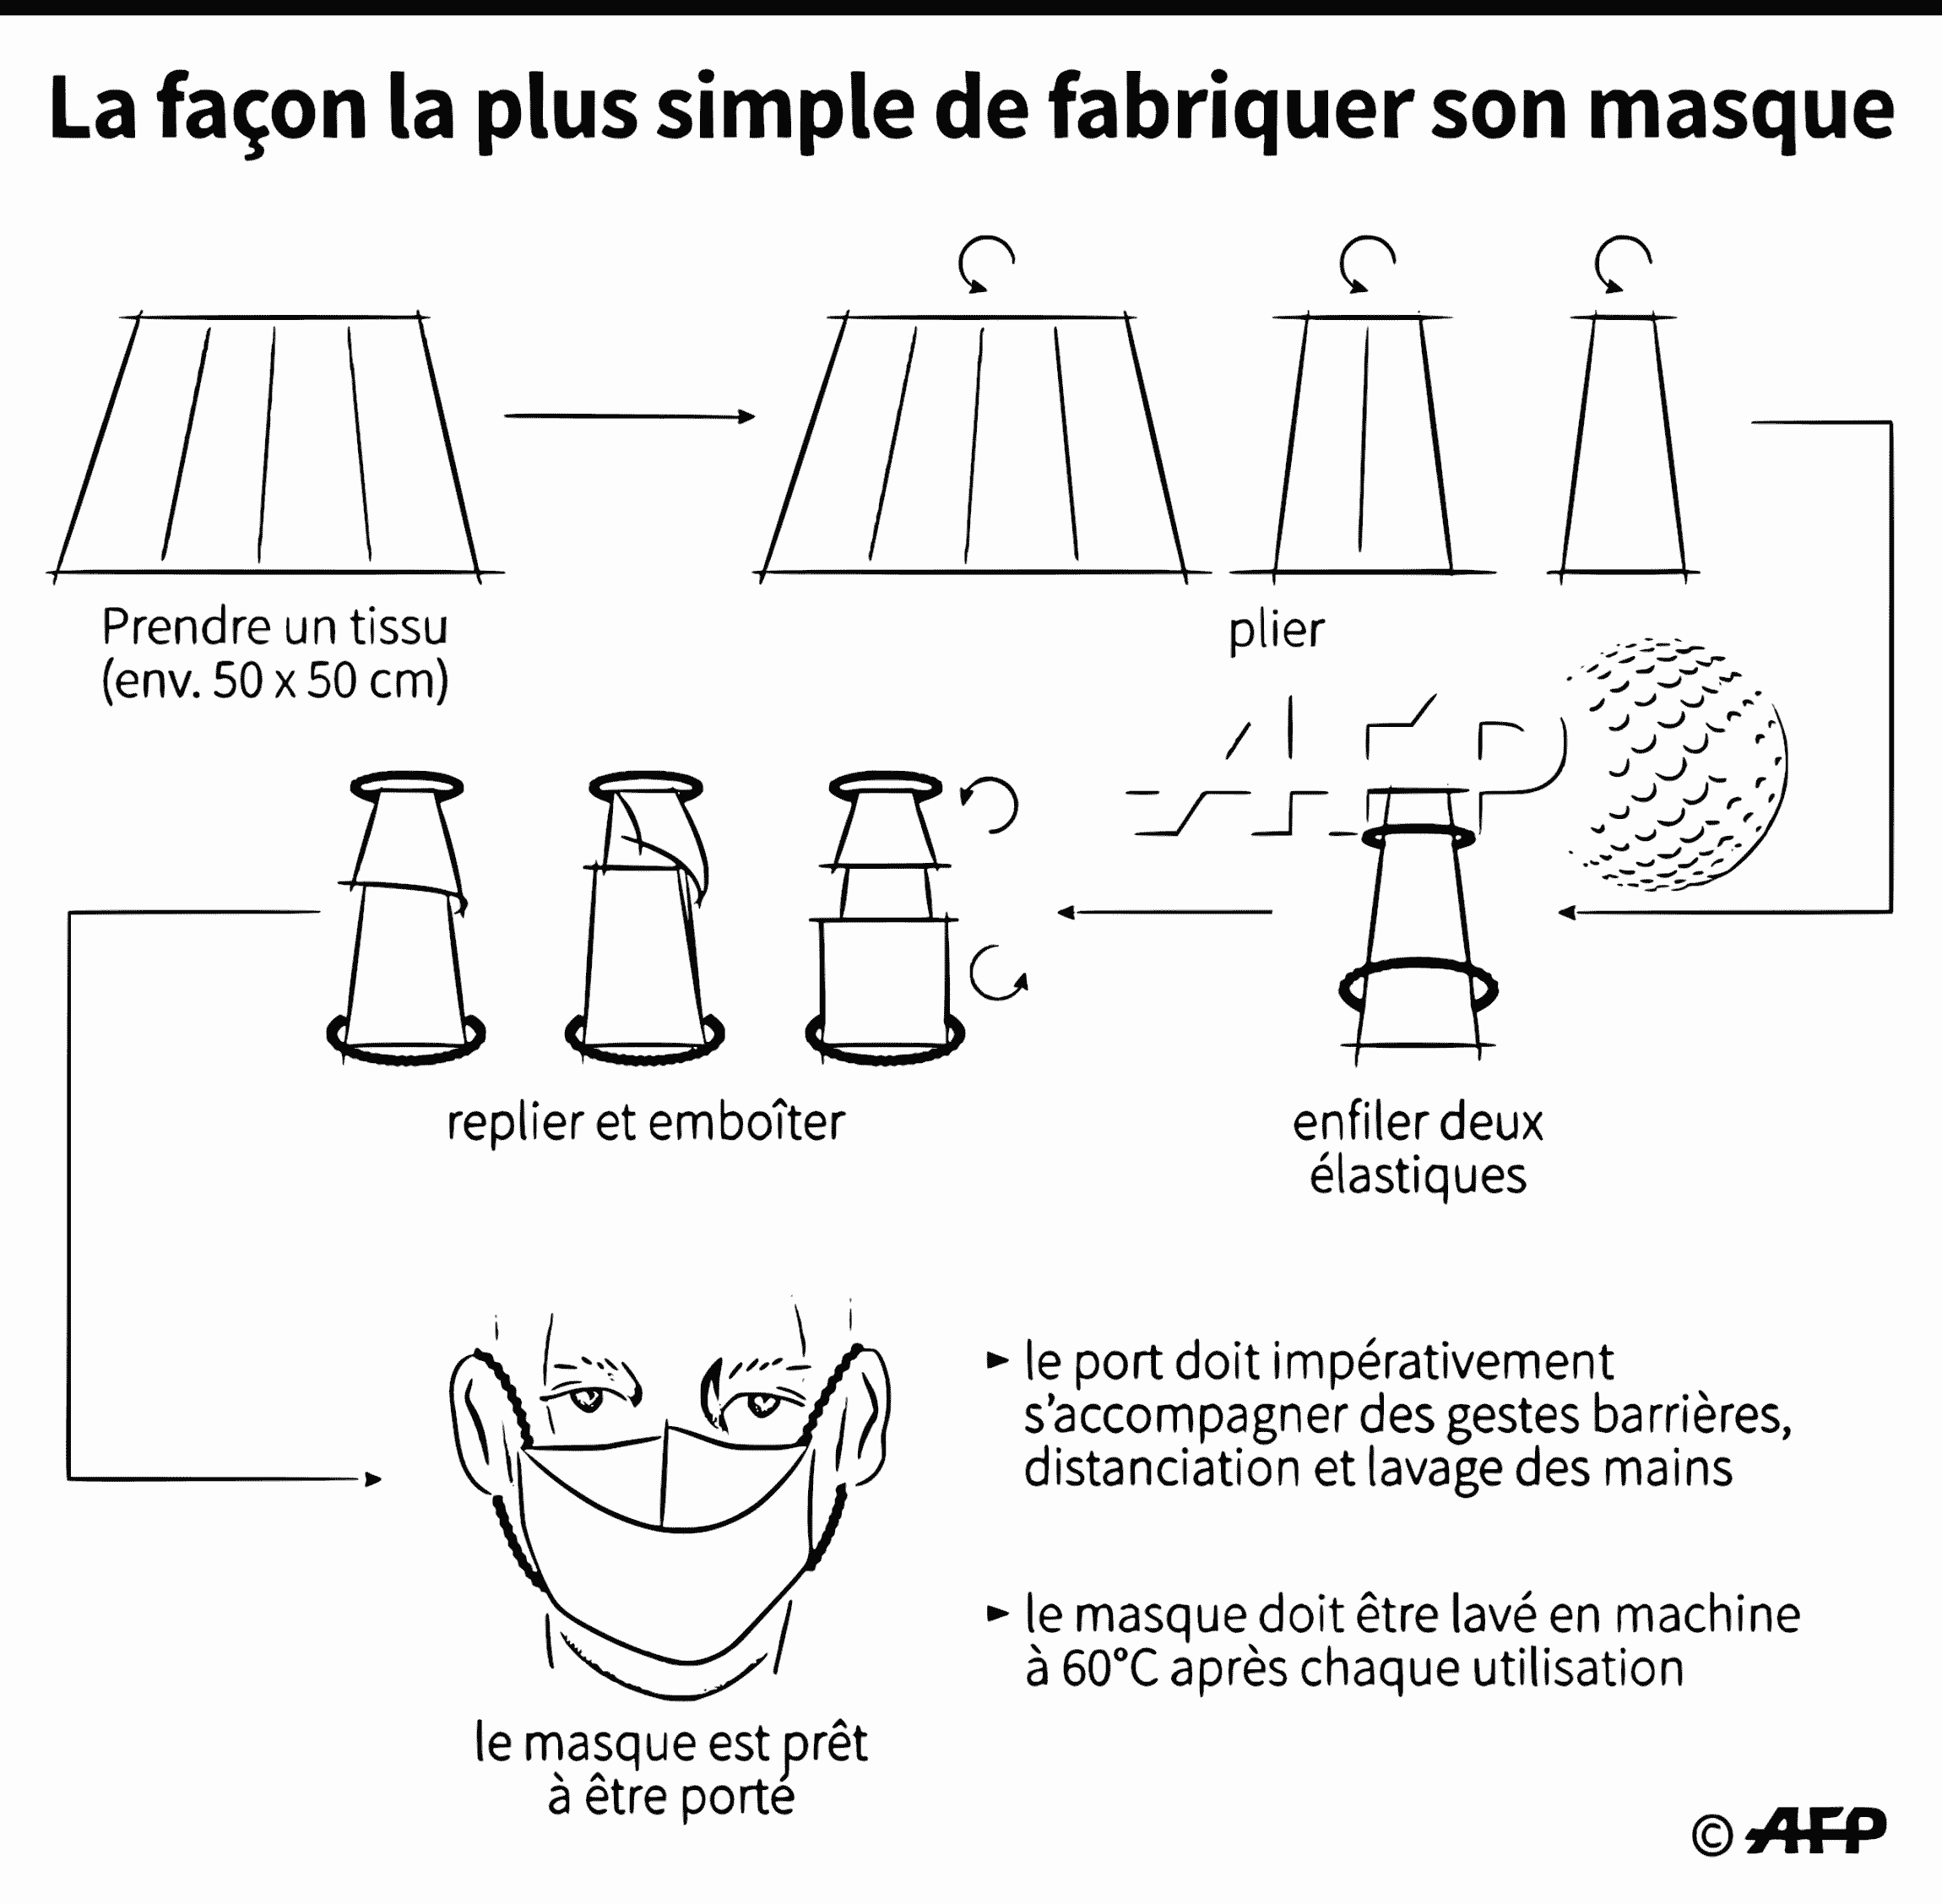 La façon la plus simple de fabriquer son masque
Prendre un tissu
(env. 50 x 50 cm)
plier
replier et emboîter
enfiler deux
élastiques
le masque est prêt
à être porté
► le port doit impérativement
s'accompagner des gestes barrières,
distanciation et lavage des mains
► le masque doit être lavé en machine
à 60°C après chaque utilisation
© AFP